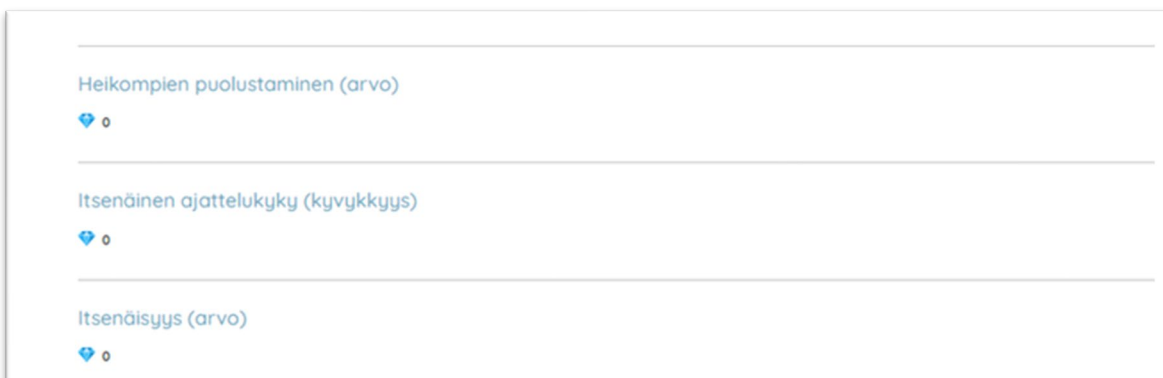 Heikompien puolustaminen (arvo)
0
Itsenäinen ajattelukyky (kyvykkyys)
0
Itsenäisyys (arvo)
0